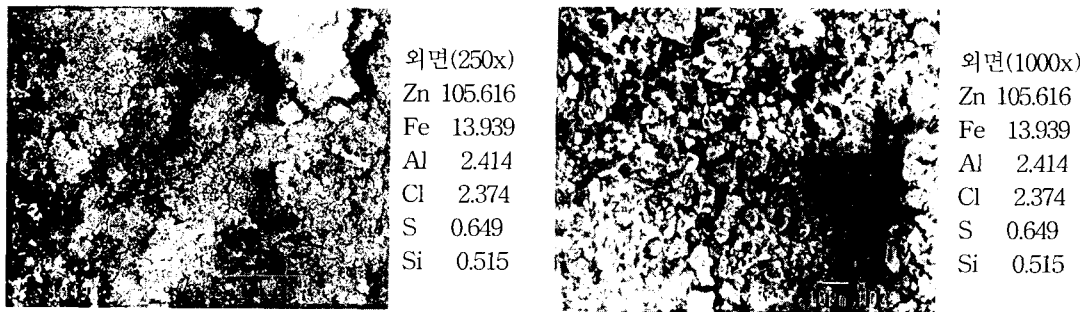 외면(250x)
Zn 105.616
Fe 13.939
Al 2.414
Cl 2.374
S 0.649
Si 0.515
외면(1000x)
Zn 105.616
Fe 13.939
Al 2.414
Cl 2.374
S 0.649
Si 0.515